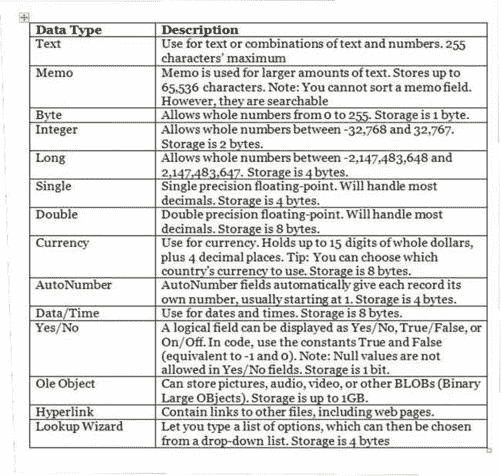 Data Type Description
Text Use for text or combinations of text and numbers. 255
characters' maximum
Memo Memo is used for larger amounts of text. Stores up to
65,536 characters. Note: You cannot sort a memo field.
However, they are searchable
Byte Allows whole numbers from 0 to 255. Storage is 1 byte.
Integer Allows whole numbers between -32,768 and 32,767.
Storage is 2 bytes.
Long Allows whole numbers between -2,147,483,648 and
2,147,483,647. Storage is 4 bytes.
Single Single precision floating-point. Will handle most
decimals. Storage is 4 bytes.
Double Double precision floating-point. Will handle most
decimals. Storage is 8 bytes.
Currency Use for currency. Holds up to 15 digits of whole dollars,
plus 4 decimal places. Tip: You can choose which
country's currency to use. Storage is 8 bytes.
AutoNumber AutoNumber fields automatically give each record its
own number, usually starting at 1. Storage is 4 bytes.
Data/Time Use for dates and times. Storage is 8 bytes.
Yes/No A logical field can be displayed as Yes/No, True/False, or
On/Off. In code, use the constants True and False
(equivalent to -1 and 0). Note: Null values are not
allowed in Yes/No fields. Storage is 1 bit.
Ole Object Can store pictures, audio, video, or other BLOBs (Binary
Large OBjects). Storage is up to 1GB.
Hyperlink Contain links to other files, including web pages.
Lookup Wizard Let you type a list of options, which can then be chosen
from a drop-down list. Storage is 4 bytes